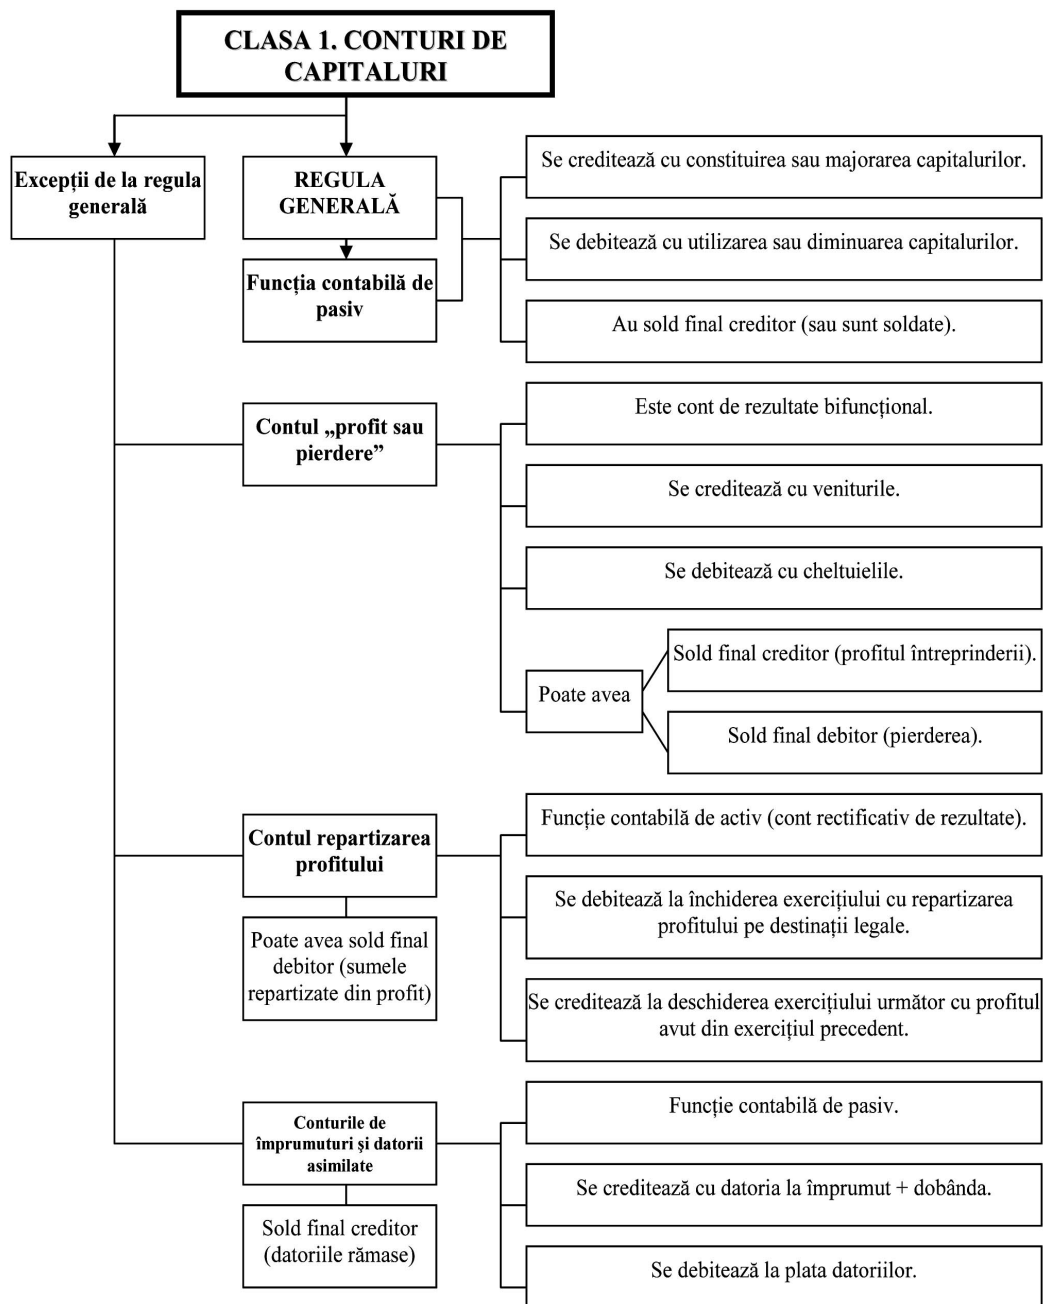 CLASA 1. CONTURI DE
CAPITALURI
Excepții de la regula
generală
REGULA
GENERALĂ
Funcția contabilă de
pasiv
Se creditează cu constituirea sau majorarea capitalurilor.
Se debitează cu utilizarea sau diminuarea capitalurilor.
Au sold final creditor (sau sunt soldate).
Contul „profit sau
pierdere”
Este cont de rezultate bifuncțional.
Se creditează cu veniturile.
Se debitează cu cheltuielile.
Poate avea
Sold final creditor (profitul întreprinderii).
Sold final debitor (pierderea).
Contul repartizarea
profitului
Poate avea sold final
debitor (sumele
repartizate din profit)
Funcție contabilă de activ (cont rectificativ de rezultate).
Se debitează la închiderea exercițiului cu repartizarea
profitului pe destinații legale.
Se creditează la deschiderea exercițiului următor cu profitul
avut din exercițiul precedent.
Conturile de
împrumuturi şi datorii
asimilate
Sold final creditor
(datoriile rămase)
Funcție contabilă de pasiv.
Se creditează cu datoria la împrumut + dobânda.
Se debitează la plata datoriilor.